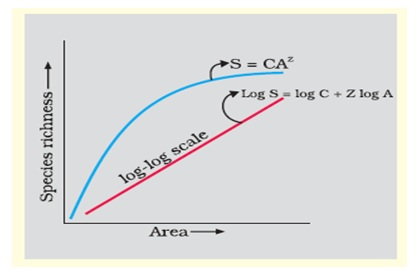 S = CA^z
Log S = log C + Z log A
log-log scale
Species richness
Area